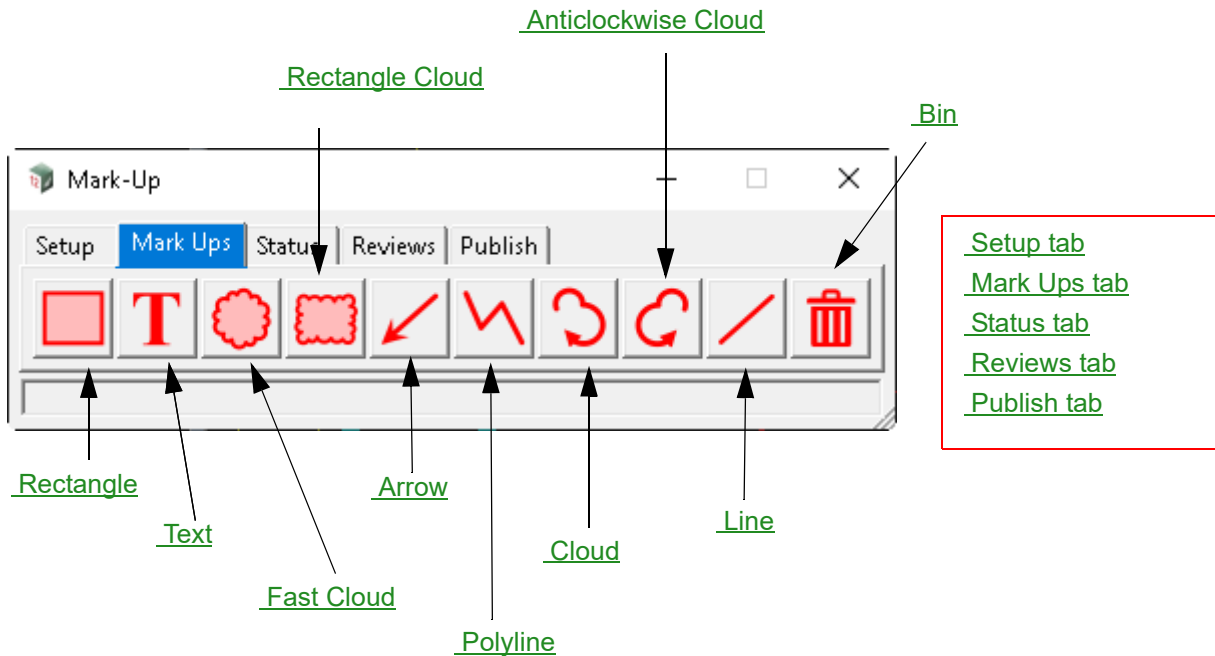 Anticlockwise Cloud
Rectangle Cloud
Bin
Mark-Up
Setup
Mark Ups
Status
Reviews
Publish
T
Setup tab
Mark Ups tab
Status tab
Reviews tab
Publish tab
Rectangle
Arrow
Text
Line
Cloud
Fast Cloud
Polyline